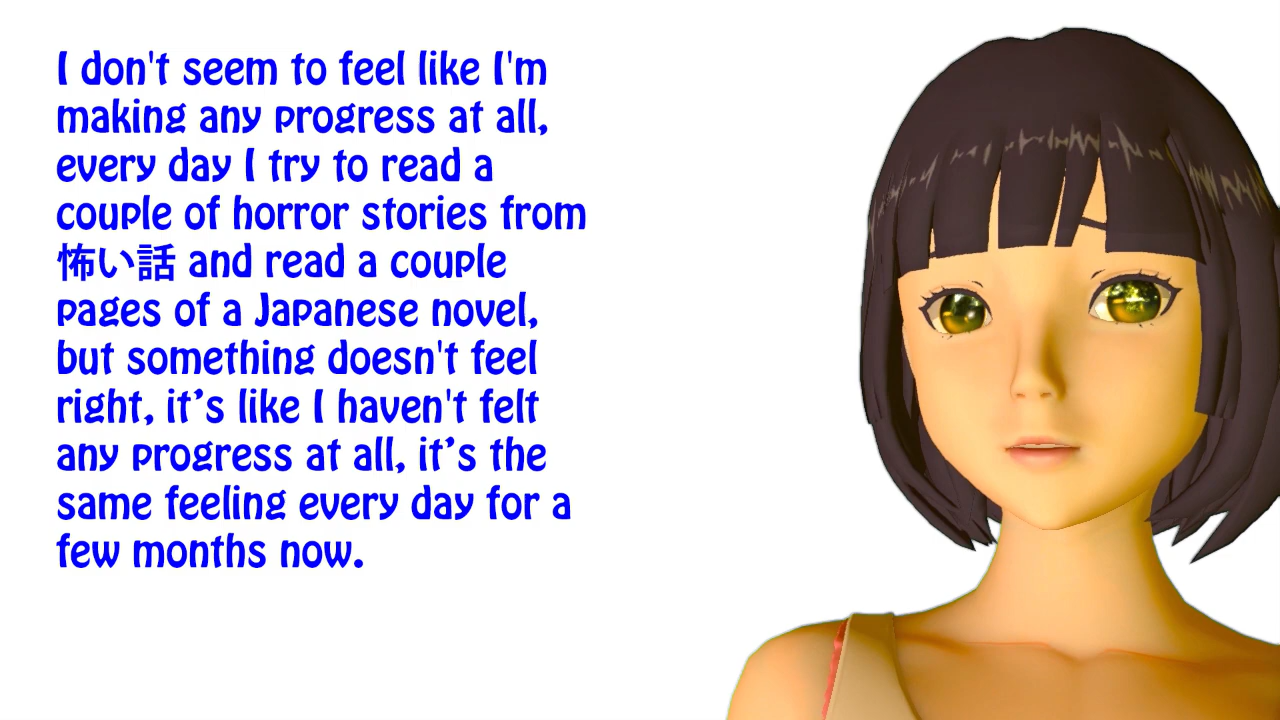 I don't seem to feel like I'm
making any progress at all,
every day I try to read a
couple of horror stories from
怖い話 and read a couple
pages of a Japanese novel,
but something doesn't feel
right, it’s like I haven't felt
any progress at all, it’s the
same feeling every day for a
few months now.